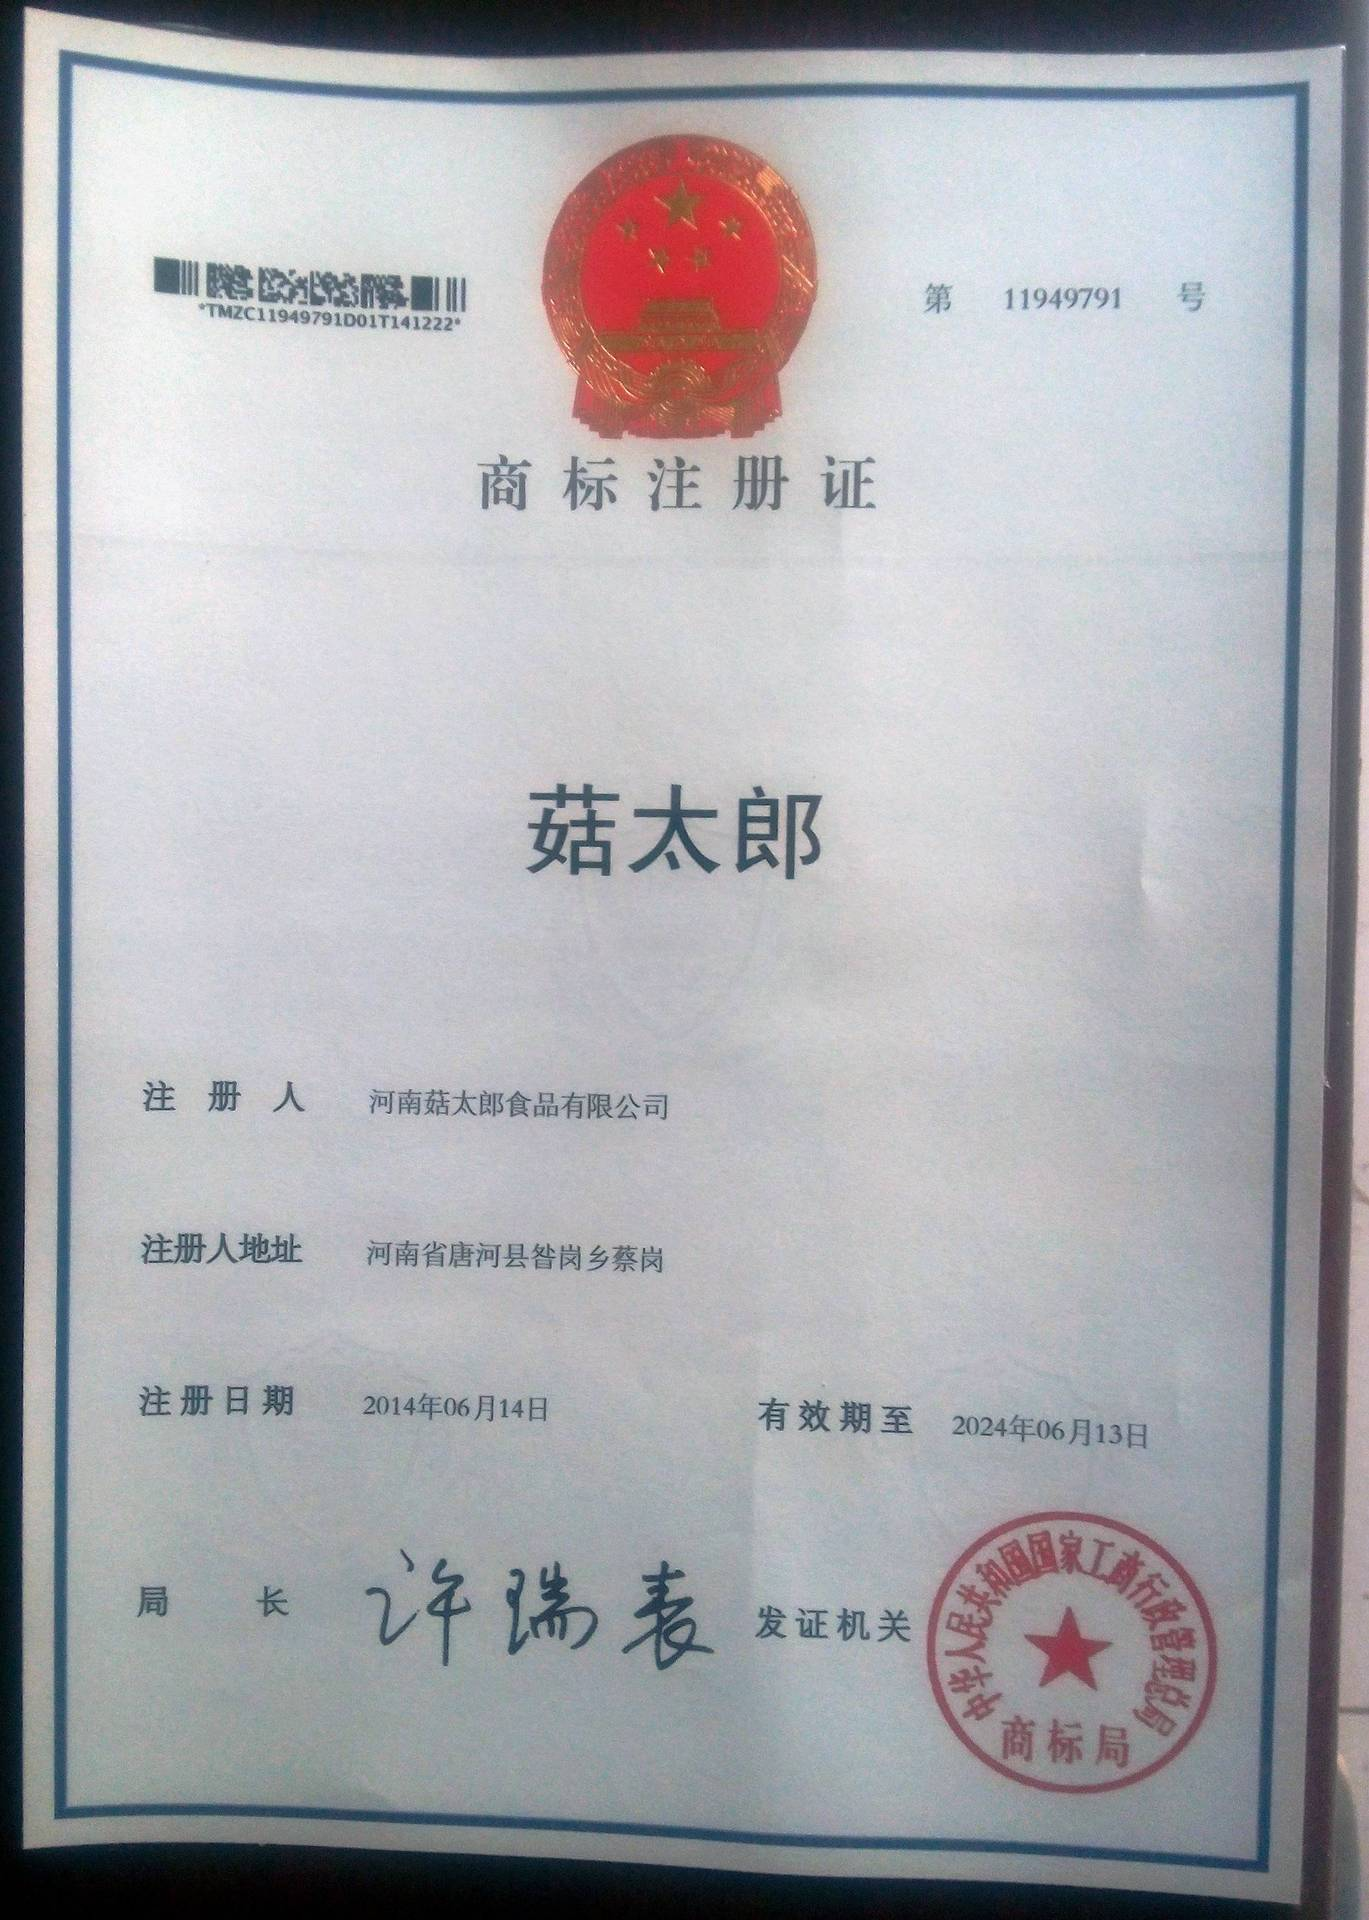 *TMZC11949791D01T141222*
第 11949791 号
商标注册证
菇太郎
注册人 河南菇太郎食品有限公司
注册人地址 河南省唐河县昝岗乡蔡岗
注册日期 2014年06月14日 有效期至 2024年06月13日
局长 许瑞表 发证机关
中华人民共和国国家工商行政管理总局
商标局